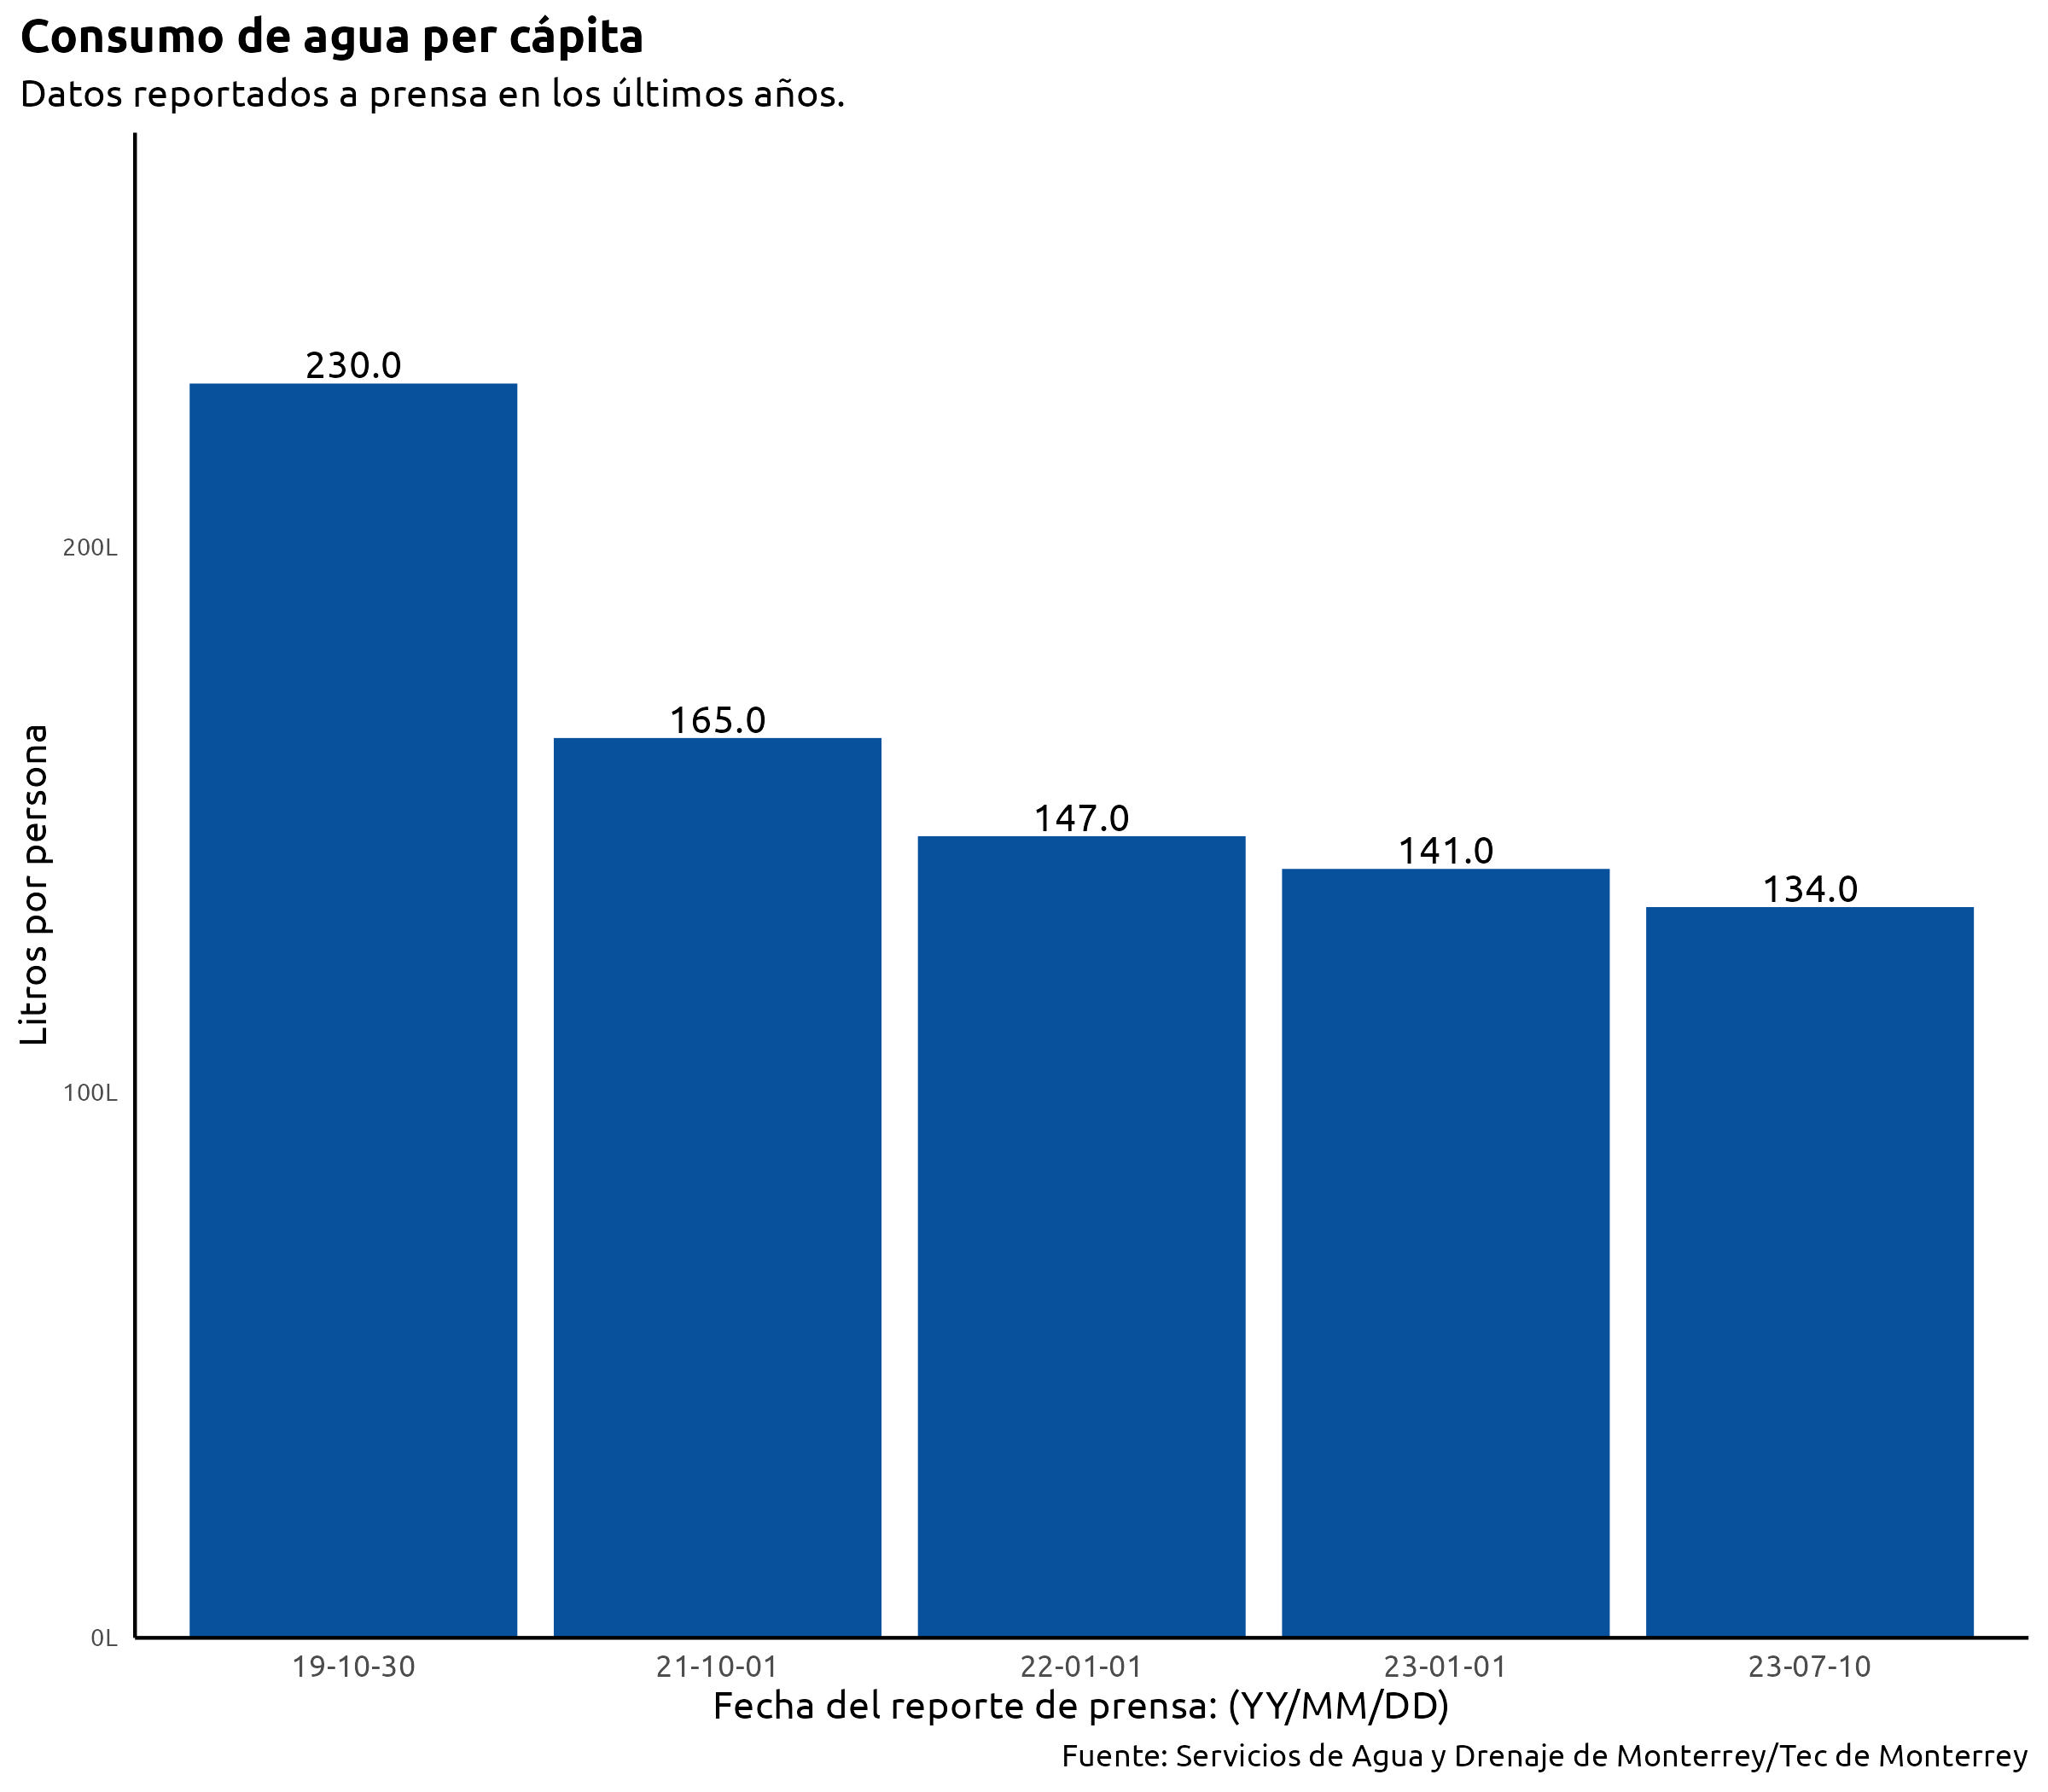 Consumo de agua per cápita
Datos reportados a prensa en los últimos años.
Litros por persona
200L
100L
0L
230.0
165.0
147.0
141.0
134.0
19-10-30
21-10-01
22-01-01
23-01-01
23-07-10
Fecha del reporte de prensa: (YY/MM/DD)
Fuente: Servicios de Agua y Drenaje de Monterrey/Tec de Monterrey